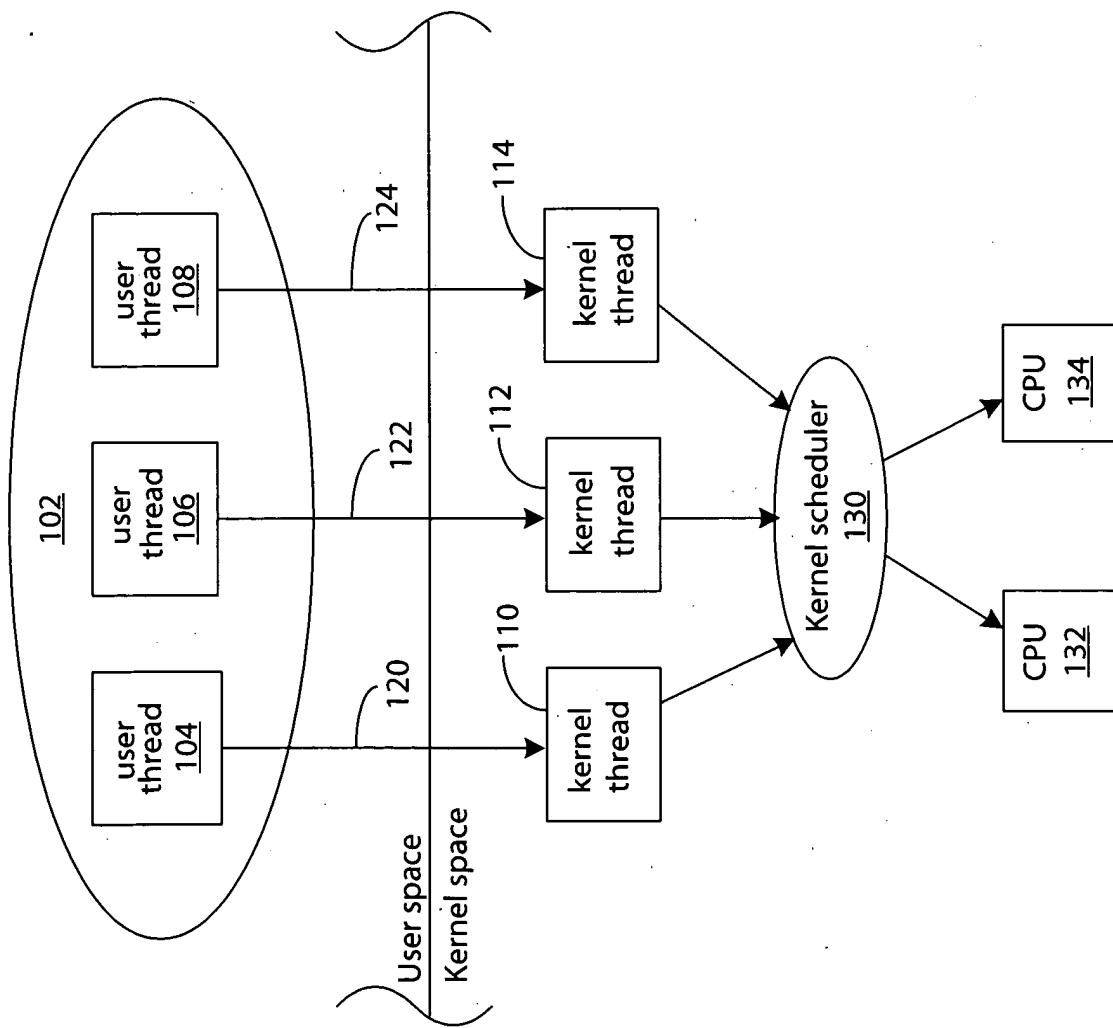 102
user
thread
104
user
thread
106
user
thread
108
120
122
124
User space
Kernel space
110
112
114
kernel
thread
kernel
thread
kernel
thread
Kernel scheduler
130
CPU
132
CPU
134